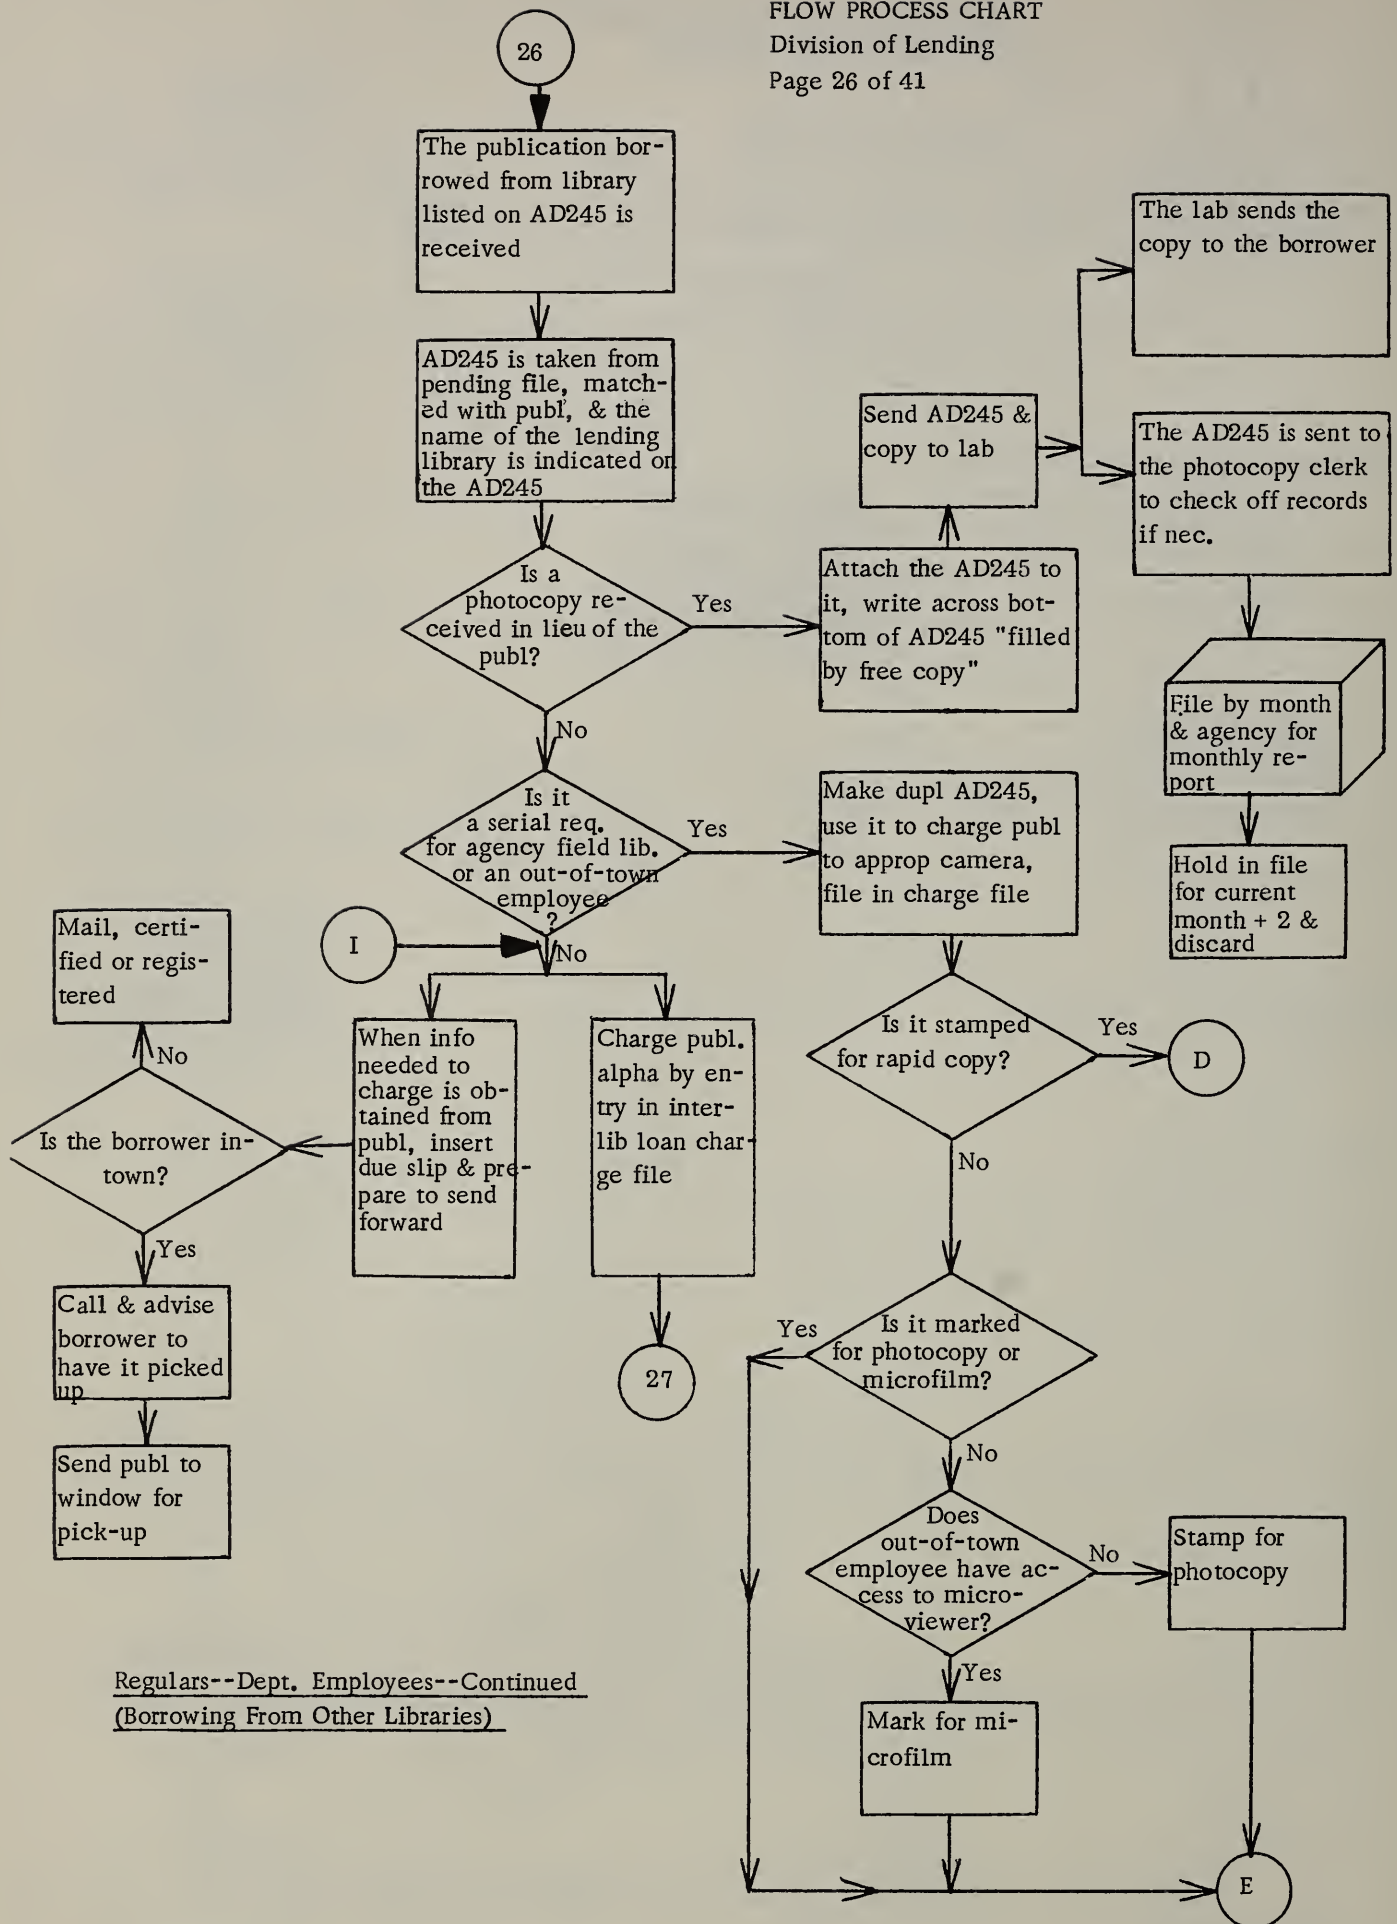 FLOW PROCESS CHART
Division of Lending
Page 26 of 41
26
The publication bor-
rowed from library
listed on AD245 is
received
AD245 is taken from
pending file, match-
ed with publ, & the
name of the lending
library is indicated on
the AD245
Is a
photocopy re-
ceived in lieu of the
publ?
Yes
Attach the AD245 to
it, write across bot-
tom of AD245 "filled
by free copy"
Send AD245 &
copy to lab
The lab sends the
copy to the borrower
The AD245 is sent to
the photocopy clerk
to check off records
if nec.
File by month
& agency for
monthly re-
port
Hold in file
for current
month + 2 &
discard
No
Is it
a serial req.
for agency field lib.
or an out-of-town
employee
?
Yes
Make dupl AD245,
use it to charge publ
to approp camera,
file in charge file
I
No
When info
needed to
charge is ob-
tained from
publ, insert
due slip & pre-
pare to send
forward
Charge publ.
alpha by en-
try in inter-
lib loan char-
ge file
27
Is the borrower in-
town?
No
Mail, certi-
fied or regis-
tered
Yes
Call & advise
borrower to
have it picked
up
Send publ to
window for
pick-up
Is it stamped
for rapid copy?
Yes
D
No
Is it marked
for photocopy or
microfilm?
Yes
No
Does
out-of-town
employee have ac-
cess to micro-
viewer?
No
Stamp for
photocopy
Yes
Mark for mi-
crofilm
E
Regulars--Dept. Employees--Continued
(Borrowing From Other Libraries)